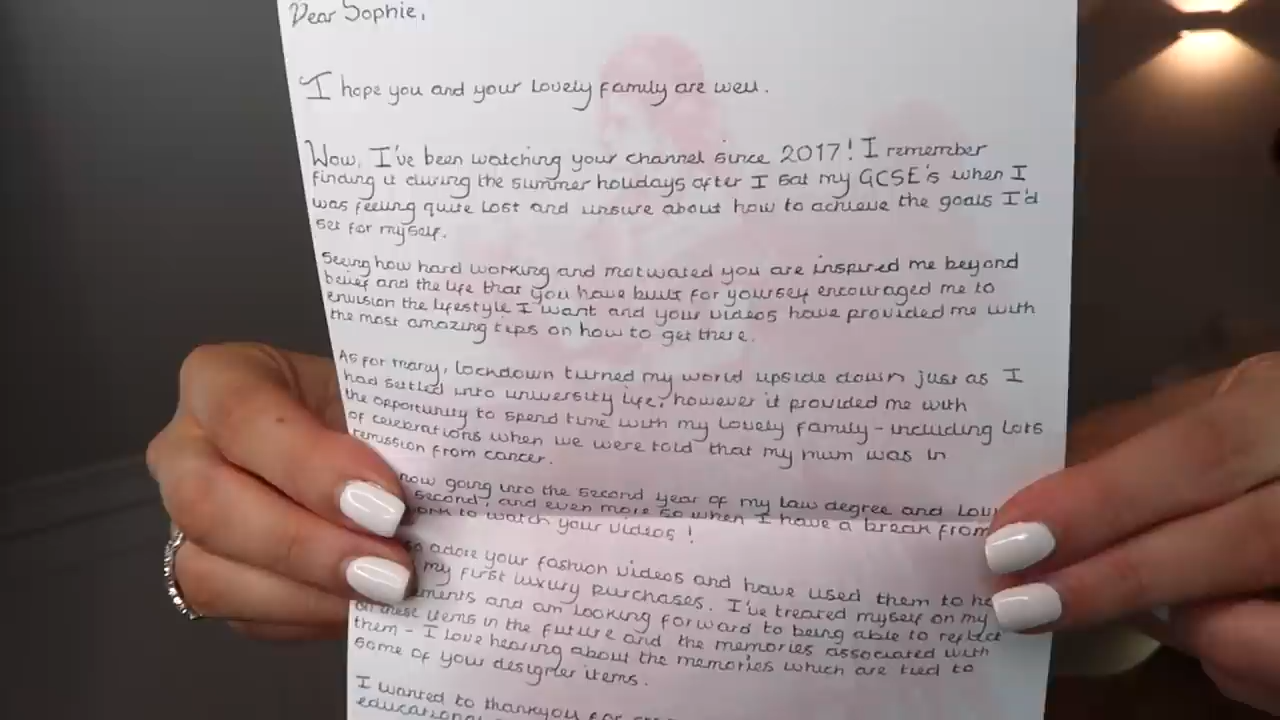 Dear Sophie,
I hope you and your lovely family are well.
Wow, I've been watching your channel since 2017! I remember
finding it during the summer holidays after I sat my GCSE's when I
was feeling quite lost and unsure about how to achieve the goals I'd
set for myself.
Seeing how hard working and motivated you are inspired me beyond
belief and the life that you have built for yourself encouraged me to
envision the lifestyle I want and your videos have provided me with
the most amazing tips on how to get there.
As for many, lockdown turned my world upside down just as I
had settled into university life, however it provided me with
the opportunity to spend time with my lovely family - including lots
of celebrations when we were told that my mum was in
remission from cancer.
now going into the second year of my law degree and
second, and even more so when I have a break from
to watch your videos!
adore your fashion videos and have used them to
my first luxury purchases. I've treated myself on my
and am looking forward to being able to reflect
on these items in the future and the memories associated with
them - I love hearing about the memories which are tied to
some of your designer items.
I wanted to thankyou for